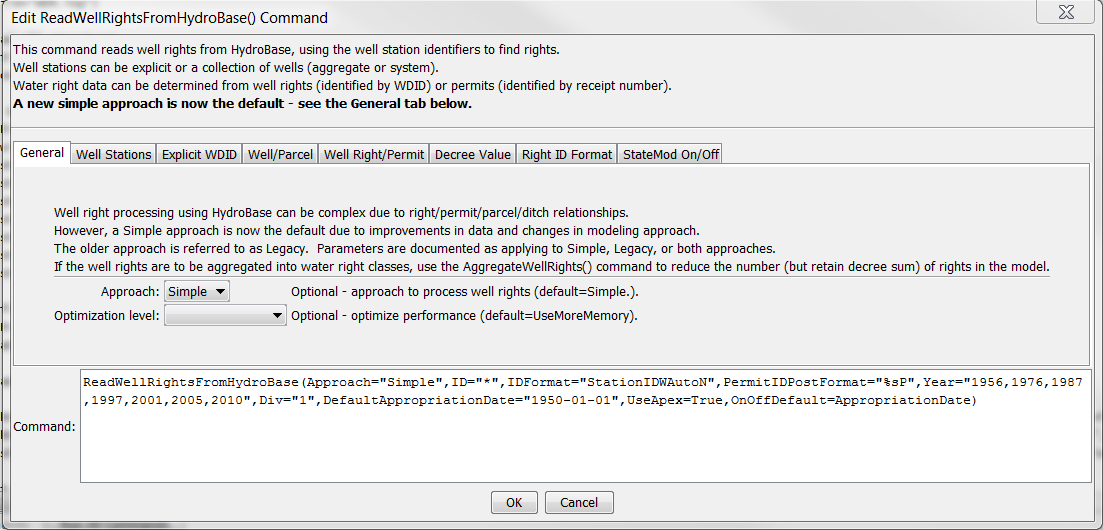 Edit ReadWellRightsFromHydroBase() Command
This command reads well rights from HydroBase, using the well station identifiers to find rights.
Well stations can be explicit or a collection of wells (aggregate or system).
Water right data can be determined from well rights (identified by WDID) or permits (identified by receipt number).
A new simple approach is now the default - see the General tab below.
General Well Stations Explicit WDID Well/Parcel Well Right/Permit Decree Value Right ID Format StateMod On/Off
Well right processing using HydroBase can be complex due to right/permit/parcel/ditch relationships.
However, a Simple approach is now the default due to improvements in data and changes in modeling approach.
The older approach is referred to as Legacy.  Parameters are documented as applying to Simple, Legacy, or both approaches.
If the well rights are to be aggregated into water right classes, use the AggregateWellRights() command to reduce the number (but retain decree sum) of rights in the model.
Approach: Simple Optional - approach to process well rights (default=Simple.).
Optimization level: Optional - optimize performance (default=UseMoreMemory).
ReadWellRightsFromHydroBase(Approach="Simple",ID="*",IDFormat="StationIDWAutoN",PermitIDPostFormat="%sP",Year="1956,1976,1987
,1997,2001,2005,2010",Div="1",DefaultAppropriationDate="1950-01-01",UseApex=True,OnOffDefault=AppropriationDate)
Command:
OK Cancel